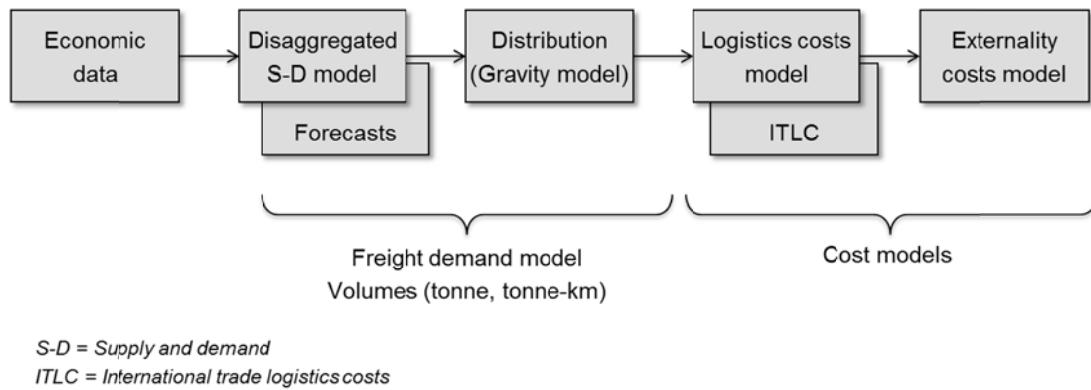 Economic
data
Disaggregated
S-D model
Forecasts
Distribution
(Gravity model)
Logistics costs
model
ITLC
Externality
costs model
Freight demand model
Volumes (tonne, tonne-km)
Cost models
S-D = Supply and demand
ITLC = International trade logistics costs